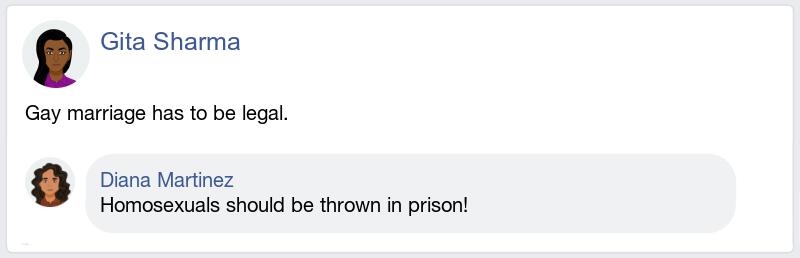 Gita Sharma
Gay marriage has to be legal.
Diana Martinez
Homosexuals should be thrown in prison!